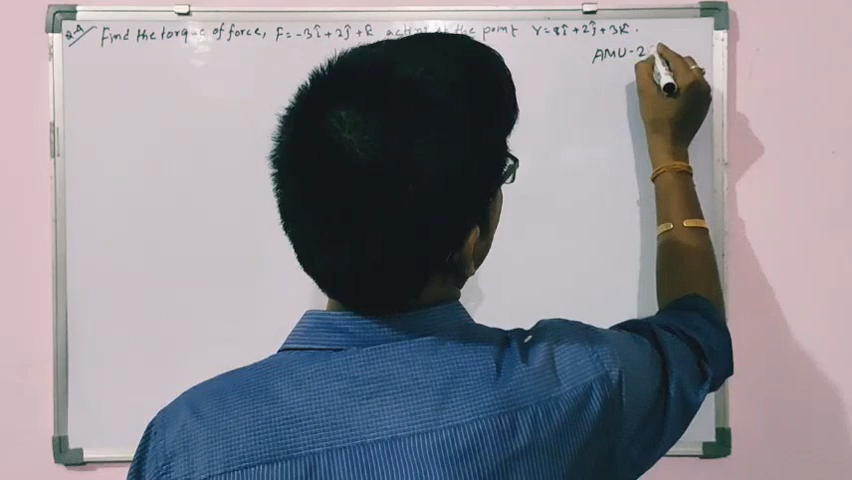 Find the torque of force, F = -3î + 2ĵ + k̂ acting at the point r = 8î + 2ĵ + 3k̂.
AMU-2